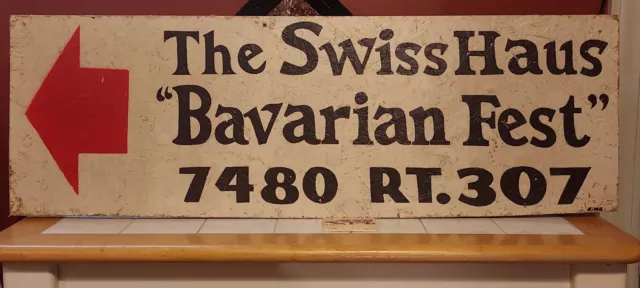 The Swiss Haus
"Bavarian Fest"
7480 RT. 307